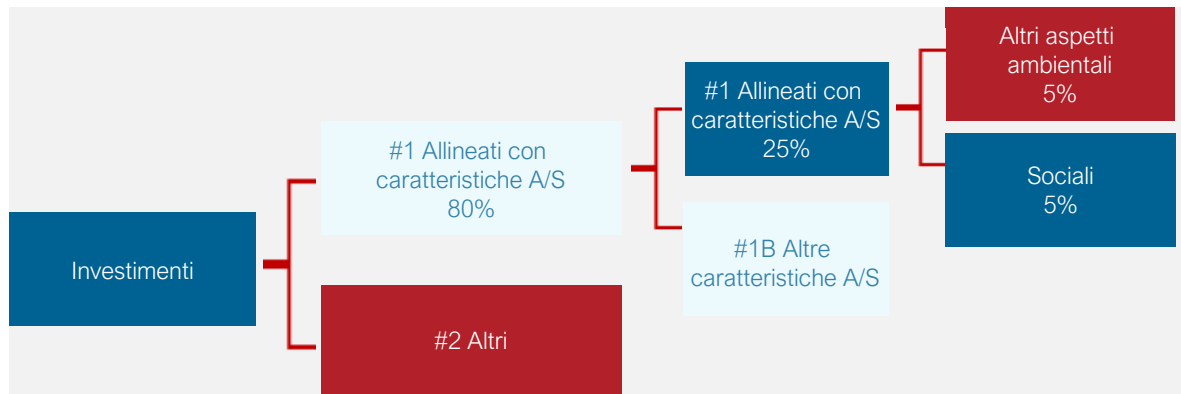 Investimenti
#1 Allineati con
caratteristiche A/S
80%
#2 Altri
#1 Allineati con
caratteristiche A/S
25%
#1B Altre
caratteristiche A/S
Altri aspetti
ambientali
5%
Sociali
5%